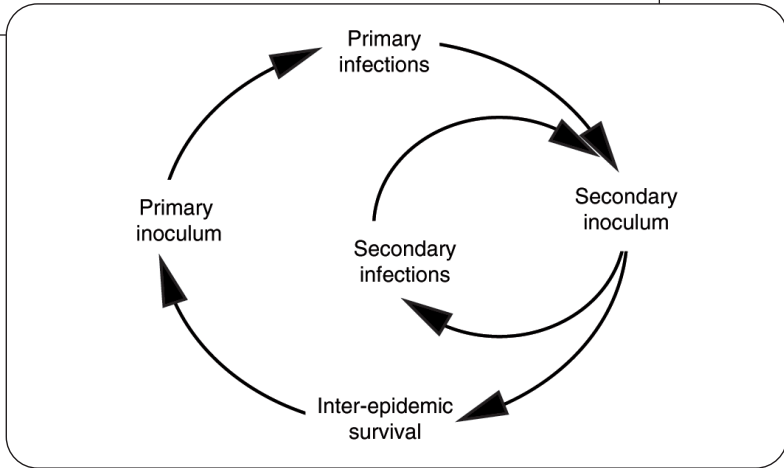 Primary
infections
Secondary
inoculum
Primary
inoculum
Secondary
infections
Inter-epidemic
survival